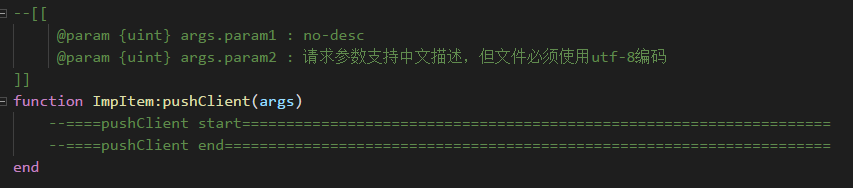 --[[
@param {uint} args.param1 : no-desc
@param {uint} args.param2 : 请求参数支持中文描述，但文件必须使用utf-8编码
]]
function ImpItem:pushClient(args)
--====pushClient start====================================================================
--====pushClient end======================================================================
end